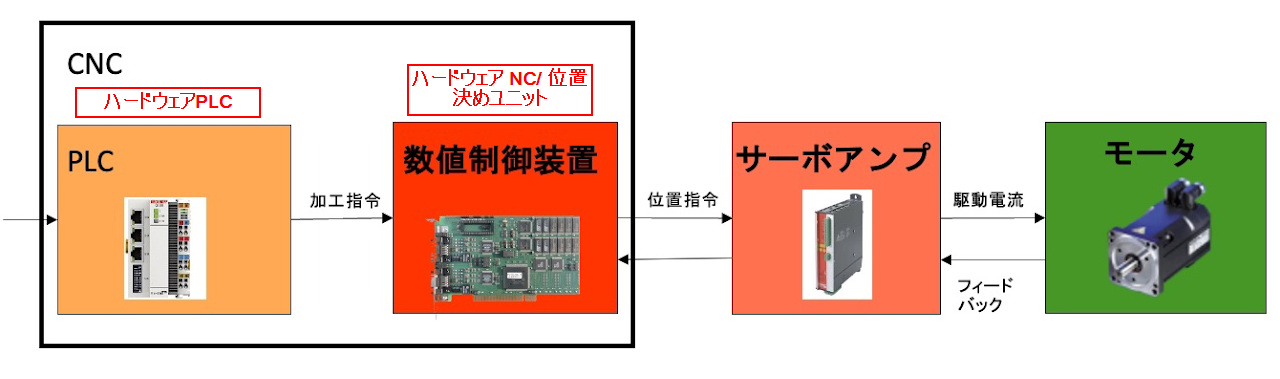 CNC
ハードウェアPLC
PLC
加工指令
ハードウェア NC/ 位置
決めユニット
数値制御装置
位置指令
サーボアンプ
駆動電流
フィード
バック
モータ